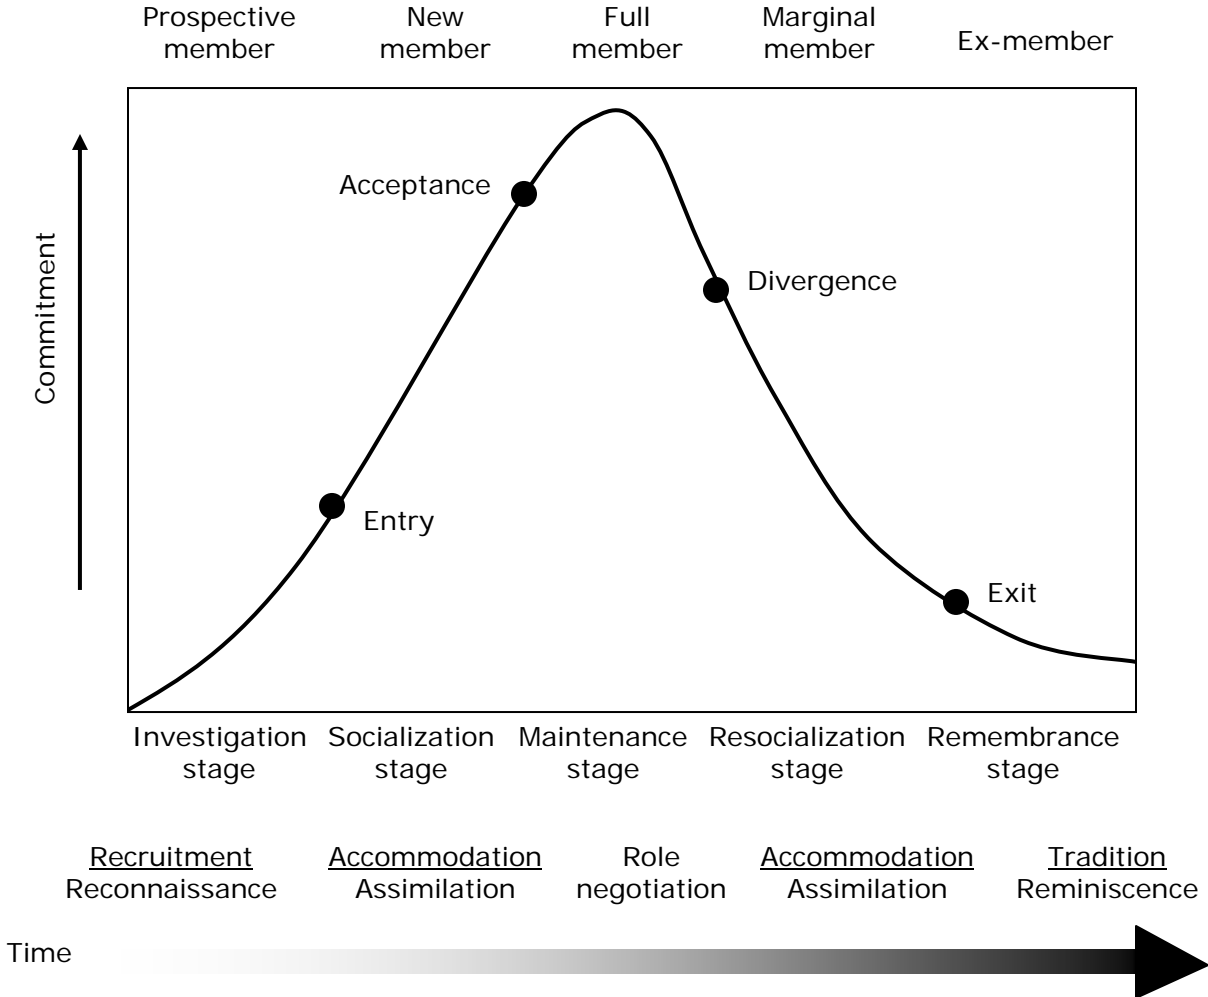 Prospective
member
New
member
Full
member
Marginal
member
Ex-member
Commitment
Acceptance
Divergence
Entry
Exit
Investigation
stage
Socialization
stage
Maintenance
stage
Resocialization
stage
Remembrance
stage
Recruitment
Reconnaissance
Accommodation
Assimilation
Role
negotiation
Accommodation
Assimilation
Tradition
Reminiscence
Time